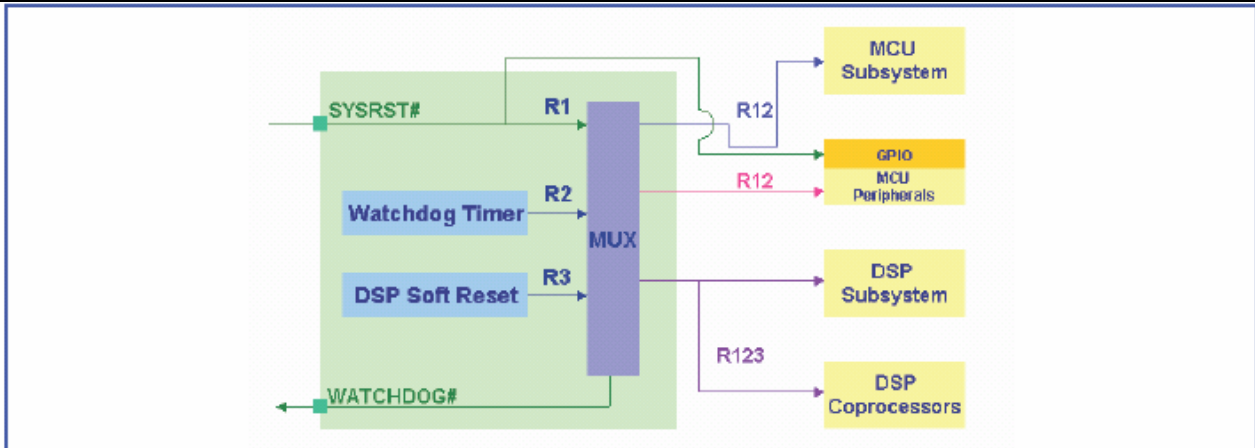 MCU
Subsystem
SYSRST#
R1
R12
GPIO
MCU
Peripherals
R12
R2
Watchdog Timer
MUX
R3
DSP Soft Reset
DSP
Subsystem
R123
WATCHDOG#
DSP
Coprocessors